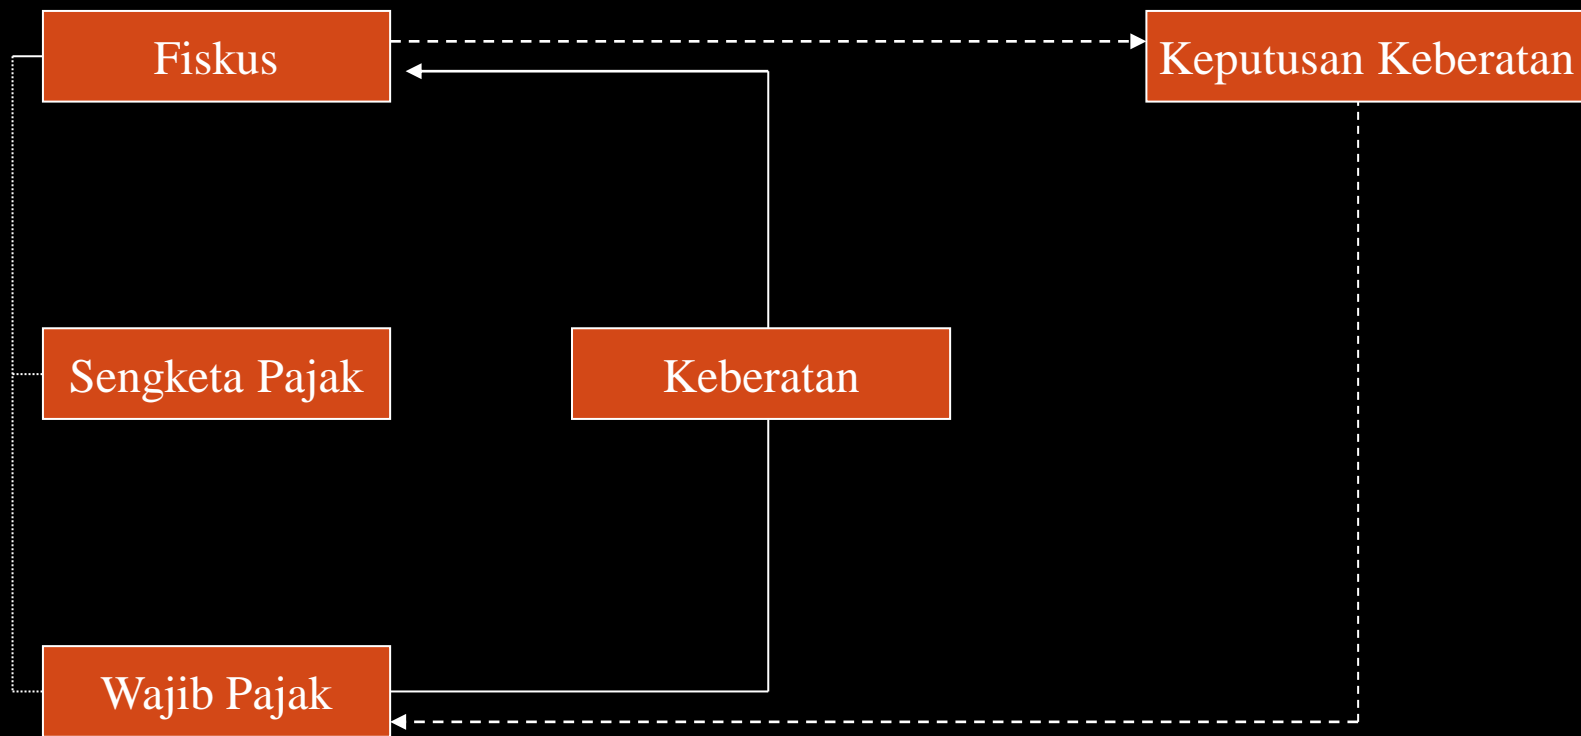 Fiskus
Keputusan Keberatan
Sengketa Pajak
Keberatan
Wajib Pajak